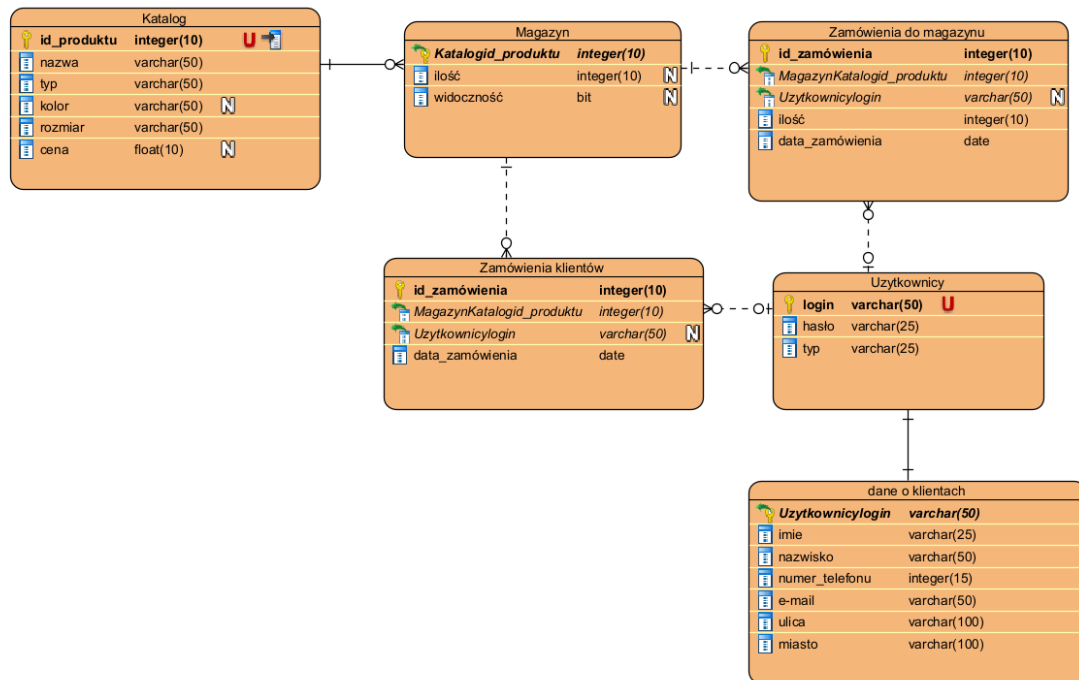 Katalog
id_produktu integer(10) U
nazwa varchar(50)
typ varchar(50)
kolor varchar(50) N
rozmiar varchar(50)
cena float(10) N
Magazyn
Katalogid_produktu integer(10)
ilość integer(10) N
widoczność bit N
Zamówienia do magazynu
id_zamówienia integer(10)
MagazynKatalogid_produktu integer(10)
Uzytkownicylogin varchar(50) N
ilość integer(10)
data_zamówienia date
Zamówienia klientów
id_zamówienia integer(10)
MagazynKatalogid_produktu integer(10)
Uzytkownicylogin varchar(50) N
data_zamówienia date
Uzytkownicy
login varchar(50) U
hasło varchar(25)
typ varchar(25)
dane o klientach
Uzytkownicylogin varchar(50)
imie varchar(25)
nazwisko varchar(50)
numer_telefonu integer(15)
e-mail varchar(50)
ulica varchar(100)
miasto varchar(100)